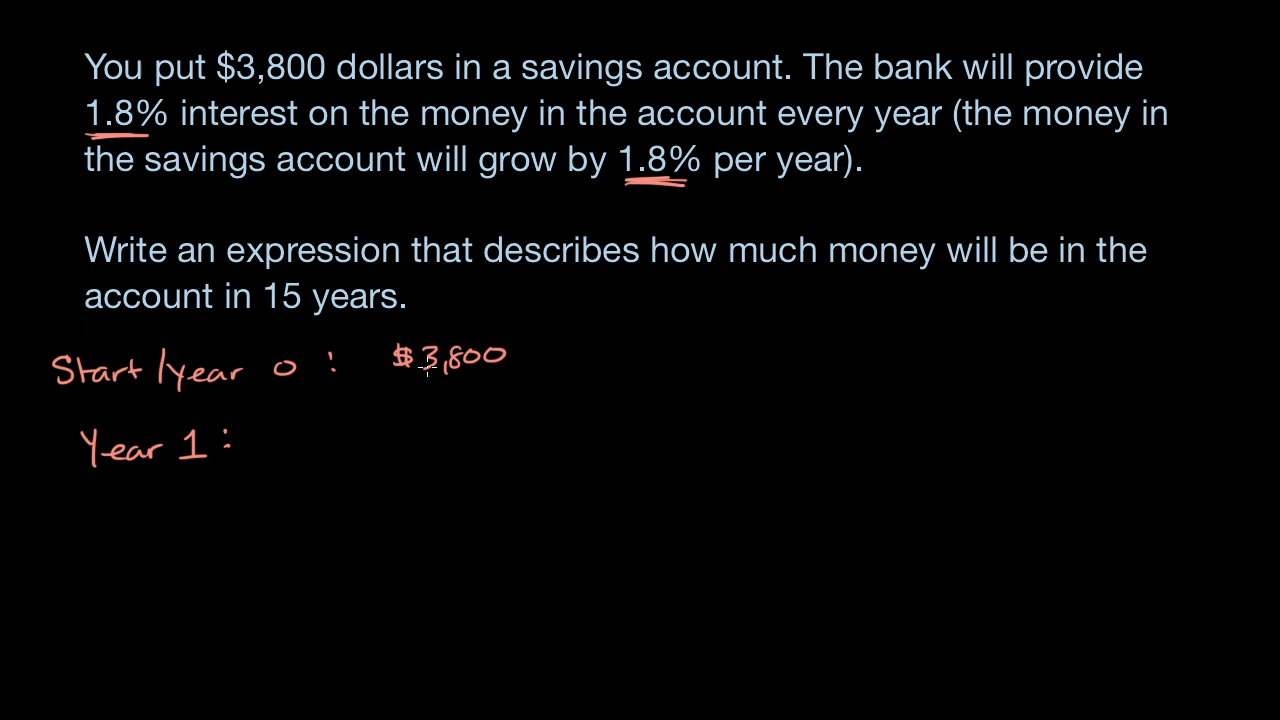 You put $3,800 dollars in a savings account. The bank will provide
1.8% interest on the money in the account every year (the money in
the savings account will grow by 1.8% per year).
Write an expression that describes how much money will be in the
account in 15 years.
Start/year 0 : $3,800
Year 1 :